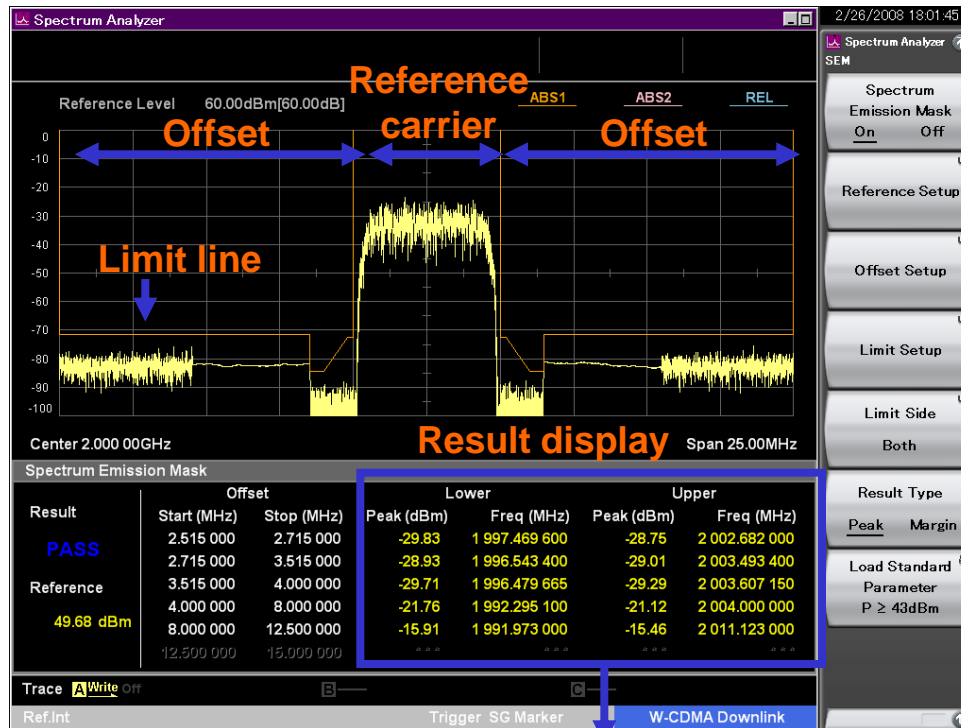 Spectrum Analyzer
2/26/2008 18:01:45
Spectrum Analyzer
SEM
Reference Level 60.00dBm[60.00dB]
ABS1 ABS2 REL
Reference
carrier
Offset
Offset
Limit line
0
-10
-20
-30
-40
-50
-60
-70
-80
-90
-100
Center 2.000 00GHz
Span 25.00MHz
Result display
Spectrum Emission Mask
Result
PASS
Reference
49.68 dBm
Offset Lower Upper
Start (MHz) Stop (MHz) Peak (dBm) Freq (MHz) Peak (dBm) Freq (MHz)
2.515 000 2.715 000 -29.83 1 997.469 600 -28.75 2 002.682 000
2.715 000 3.515 000 -28.93 1 996.543 400 -29.01 2 003.493 400
3.515 000 4.000 000 -29.71 1 996.479 665 -29.29 2 003.607 150
4.000 000 8.000 000 -21.76 1 992.295 100 -21.12 2 004.000 000
8.000 000 12.500 000 -15.91 1 991.973 000 -15.46 2 011.123 000
12.500 000 15.000 000 *.*.* *.*.* *.*.* *.*.*
Trace A Write Off B C
Ref.Int Trigger SG Marker W-CDMA Downlink
Spectrum
Emission Mask
On Off
Reference Setup
Offset Setup
Limit Setup
Limit Side
Both
Result Type
Peak Margin
Load Standard
Parameter
P ≥ 43dBm